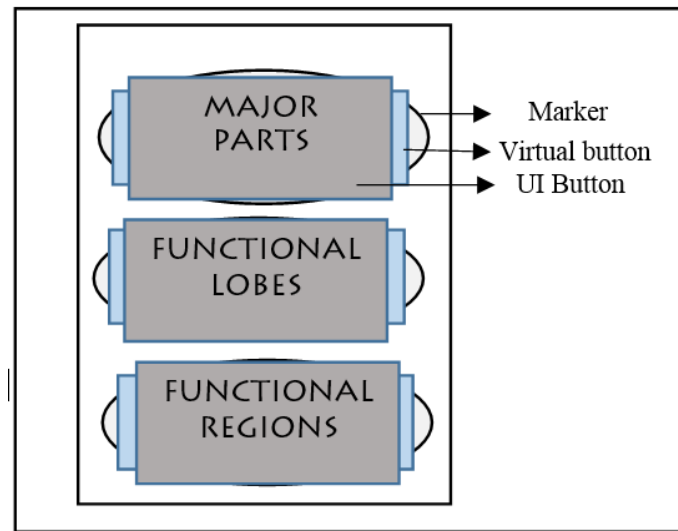 MAJOR
PARTS
Marker
Virtual button
UI Button
FUNCTIONAL
LOBES
FUNCTIONAL
REGIONS